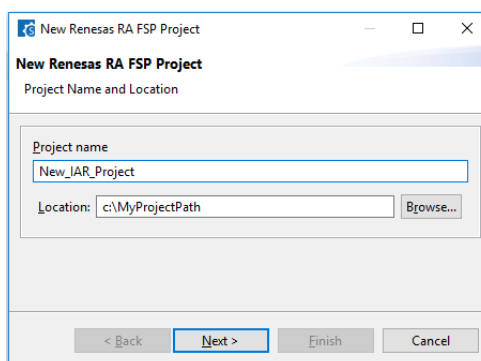 New Renesas RA FSP Project
New Renesas RA FSP Project
Project Name and Location
Project name
New_IAR_Project
Location: c:\MyProjectPath Browse...
< Back Next > Finish Cancel